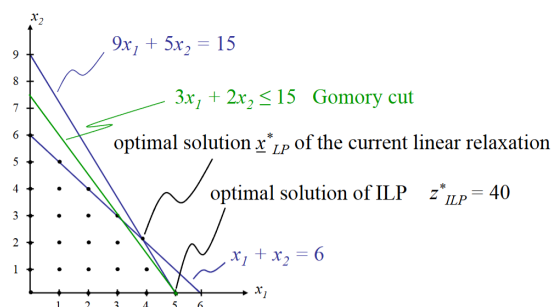 x₂
9x₁ + 5x₂ = 15
9
8
3x₁ + 2x₂ ≤ 15 Gomory cut
7
6
optimal solution x*LP of the current linear relaxation
5
4
optimal solution of ILP z*ILP = 40
3
2
x₁ + x₂ = 6
1
x₁
1 2 3 4 5 6